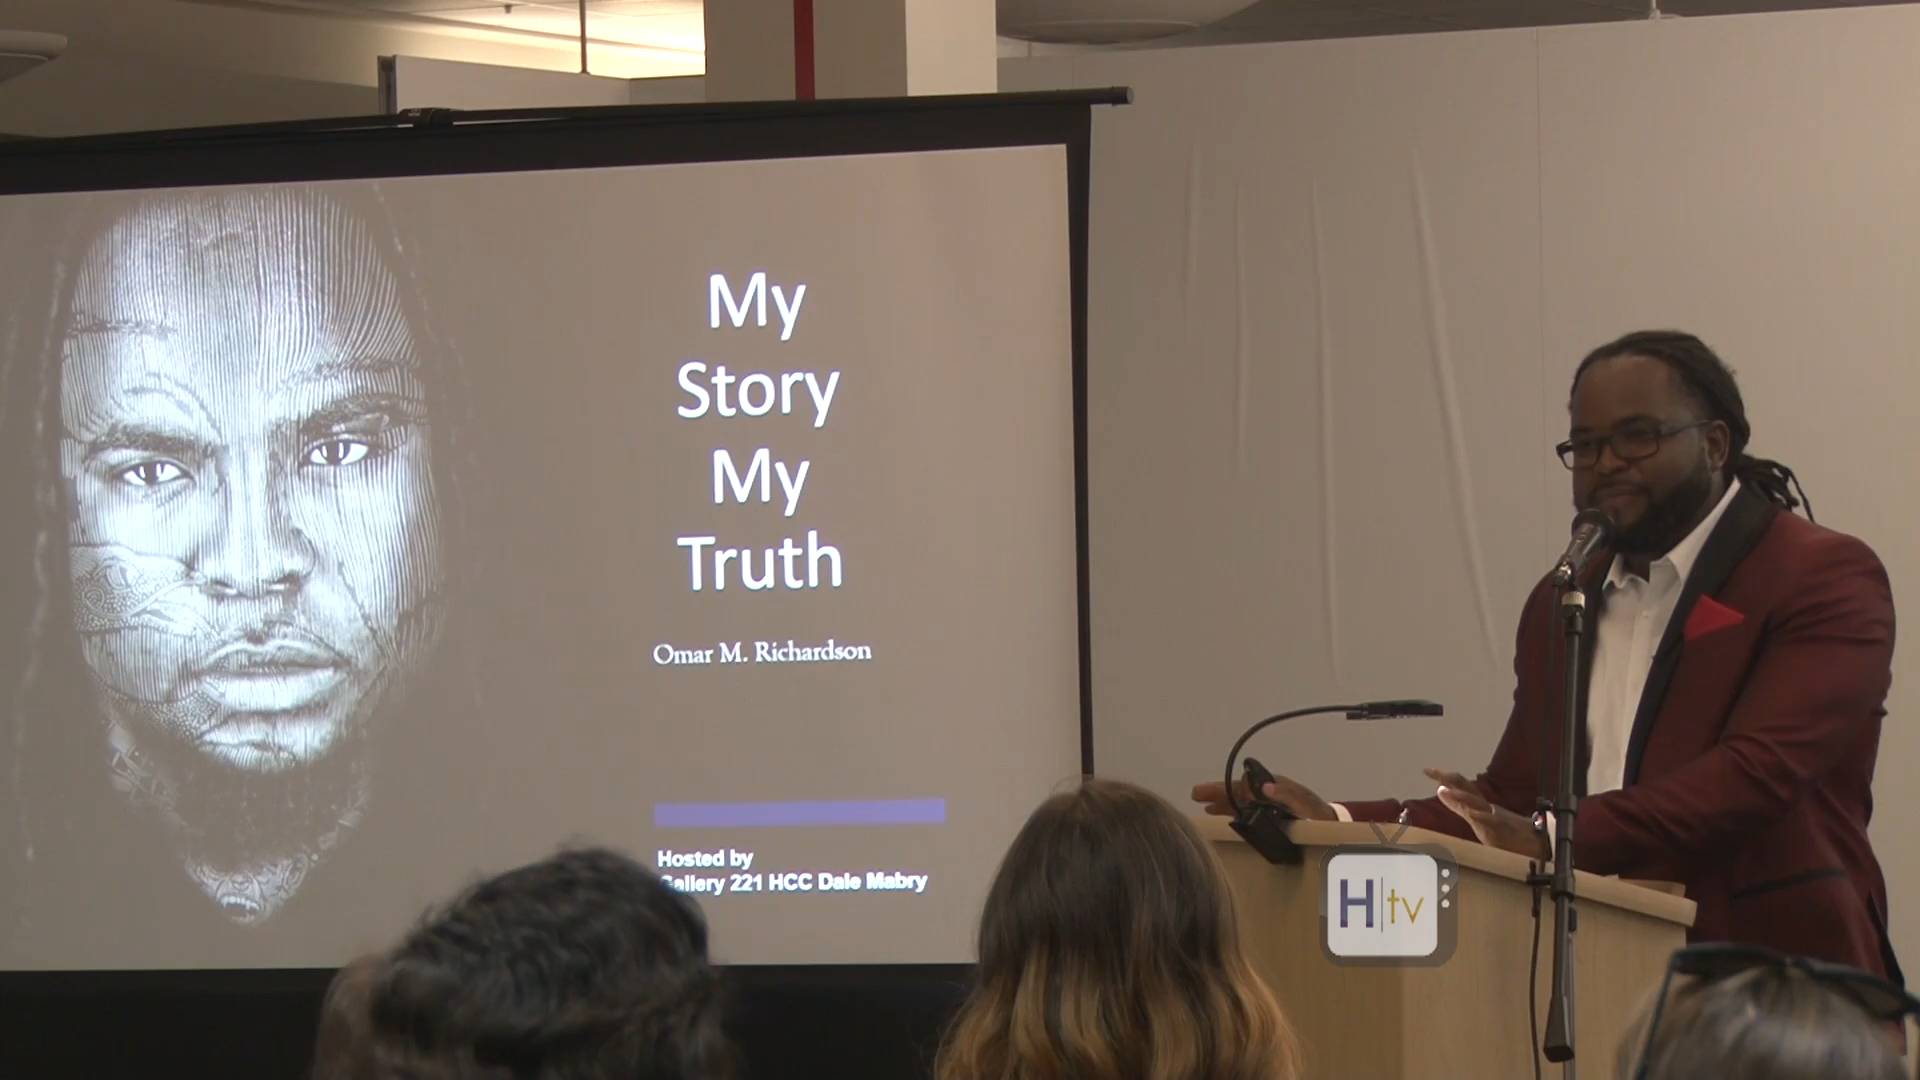 My
Story
My
Truth
Omar M. Richardson
Hosted by
Gallery 221 HCC Dale Mabry
H|tv